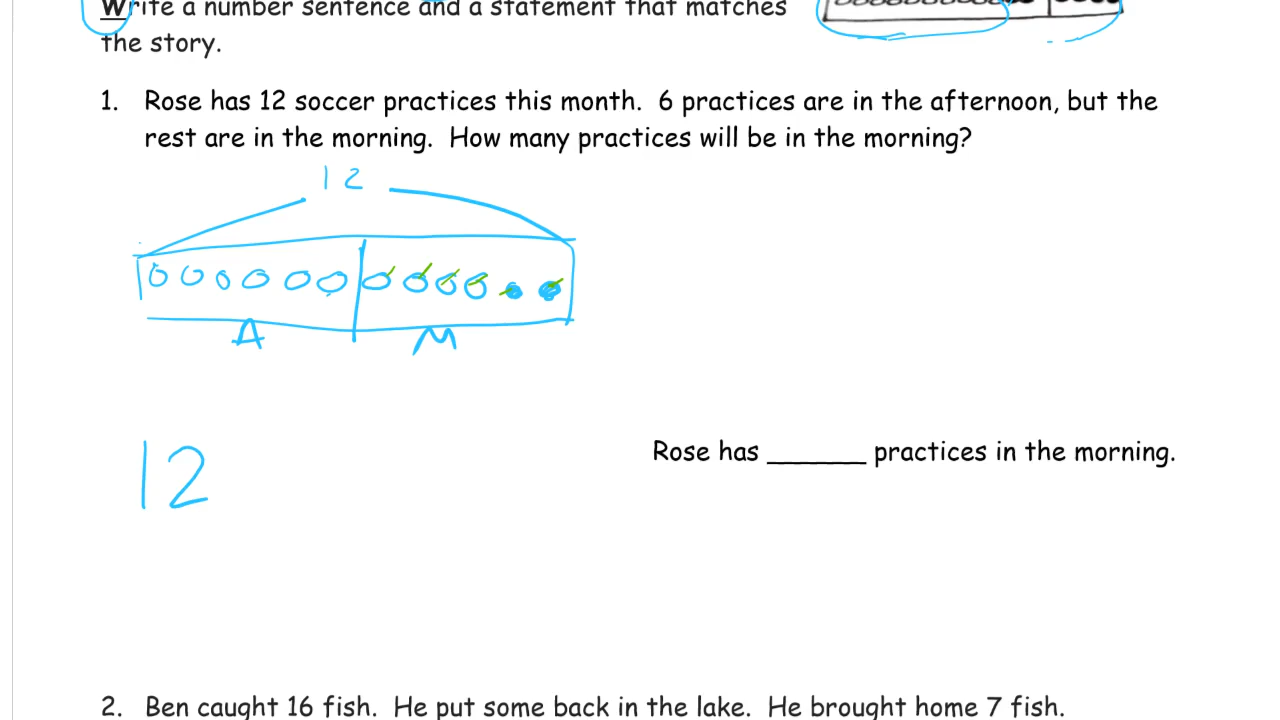 Write a number sentence and a statement that matches
the story.
1. Rose has 12 soccer practices this month. 6 practices are in the afternoon, but the
rest are in the morning. How many practices will be in the morning?
12
A M
12
Rose has ______ practices in the morning.
2. Ben caught 16 fish. He put some back in the lake. He brought home 7 fish.